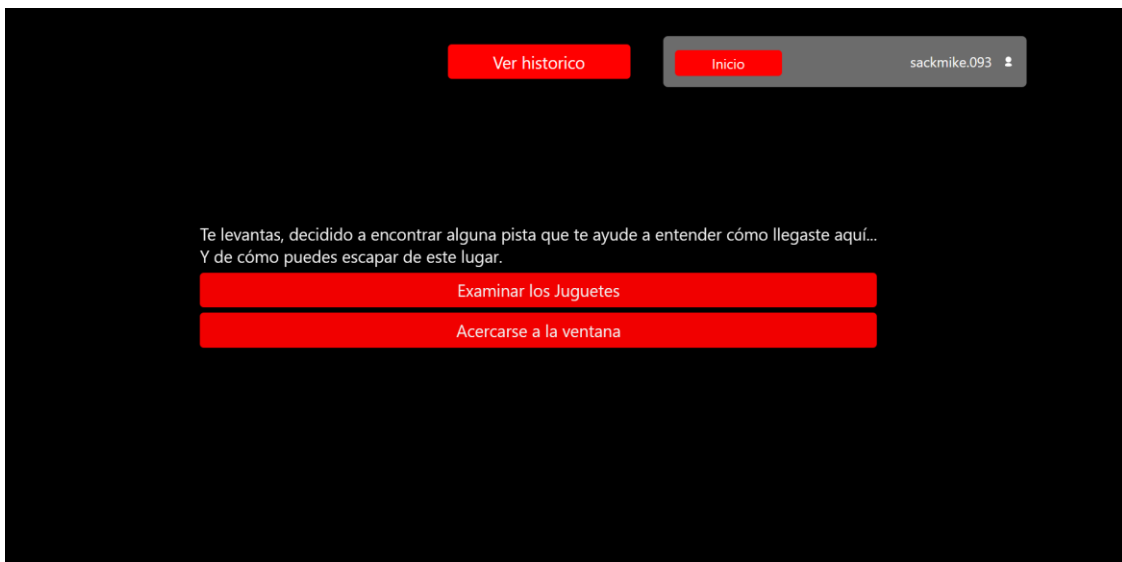 Ver historico
Inicio
sackmike.093
Te levantas, decidido a encontrar alguna pista que te ayude a entender cómo llegaste aquí...
Y de cómo puedes escapar de este lugar.
Examinar los Juguetes
Acercarse a la ventana